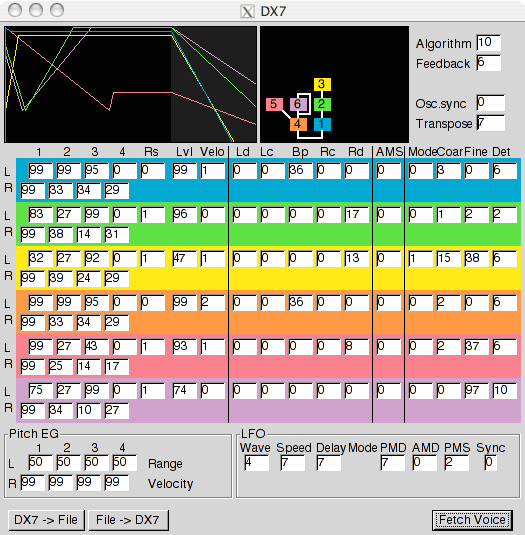 DX7
Algorithm 10
Feedback 6
3
5 6 2
4 1
Osc.sync 0
Transpose 7
1 2 3 4 Rs Lvl Velo Ld Lc Bp Rc Rd AMS Mode Coar Fine Det
L 99 99 95 0 0 99 1 0 0 36 0 0 0 0 3 0 6
R 99 33 34 29
L 83 27 99 0 1 96 0 0 0 0 0 17 0 0 1 2 2
R 99 38 14 31
L 32 27 92 0 1 47 1 0 0 0 0 13 0 1 15 38 6
R 99 39 24 29
L 99 99 95 0 0 99 2 0 0 36 0 0 0 0 2 0 6
R 99 33 34 29
L 99 27 43 0 1 93 1 0 0 0 0 8 0 0 2 37 6
R 99 25 14 17
L 75 27 99 0 1 74 0 0 0 0 0 0 0 0 0 97 10
R 99 34 10 27
Pitch EG
1 2 3 4
L 50 50 50 50 Range
R 99 99 99 99 Velocity
LFO
Wave Speed Delay Mode PMD AMD PMS Sync
4 7 7 7 0 2 0
DX7 -> File File -> DX7 Fetch Voice